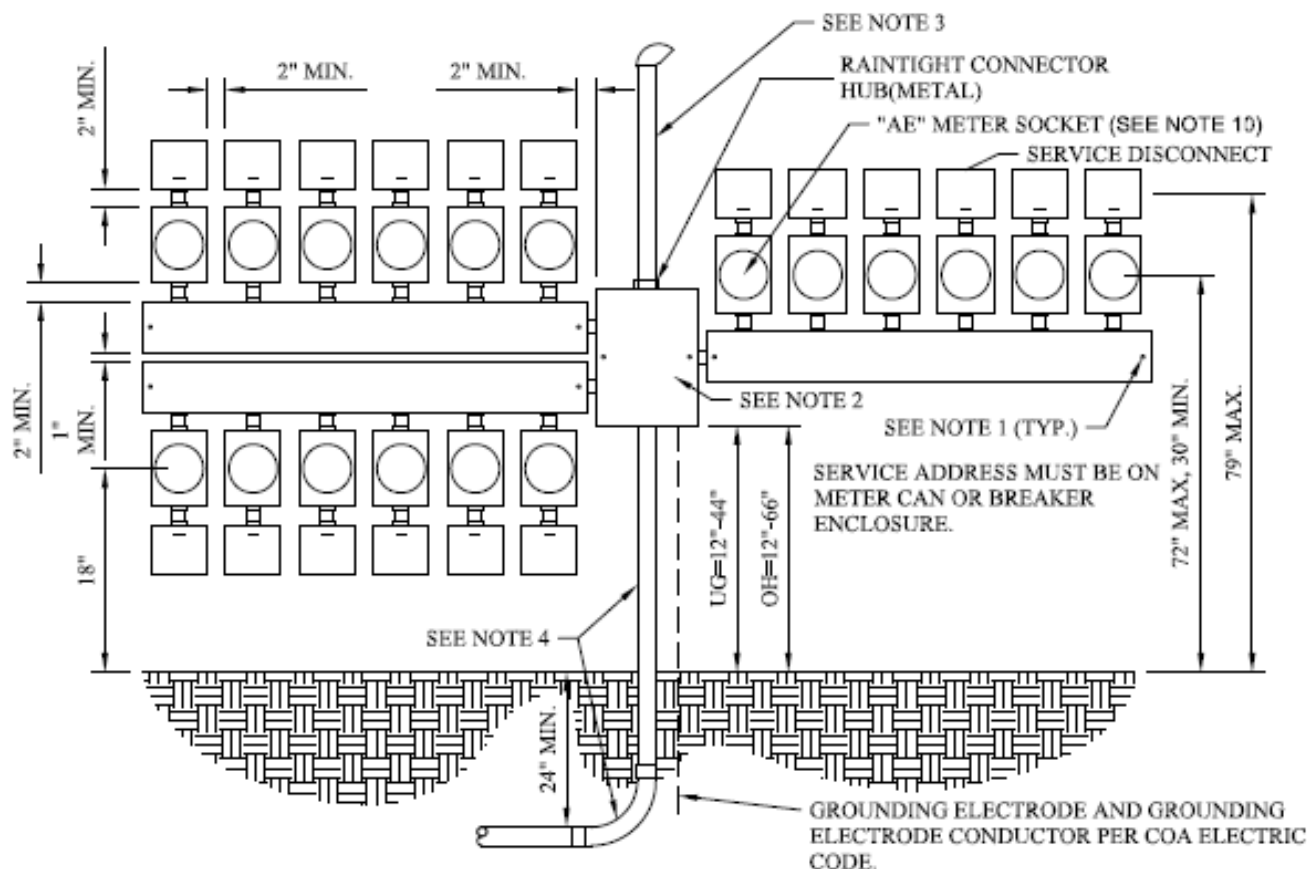 SEE NOTE 3
RAINTIGHT CONNECTOR
HUB(METAL)
"AE" METER SOCKET (SEE NOTE 10)
SERVICE DISCONNECT
2" MIN.
2" MIN.
2" MIN.
2" MIN.
1"
MIN.
18"
SEE NOTE 2
SEE NOTE 1 (TYP.)
SERVICE ADDRESS MUST BE ON
METER CAN OR BREAKER
ENCLOSURE.
UG=12"-44"
OH=12"-66"
72" MAX, 30" MIN.
79" MAX.
SEE NOTE 4
24" MIN.
GROUNDING ELECTRODE AND GROUNDING
ELECTRODE CONDUCTOR PER COA ELECTRIC
CODE.